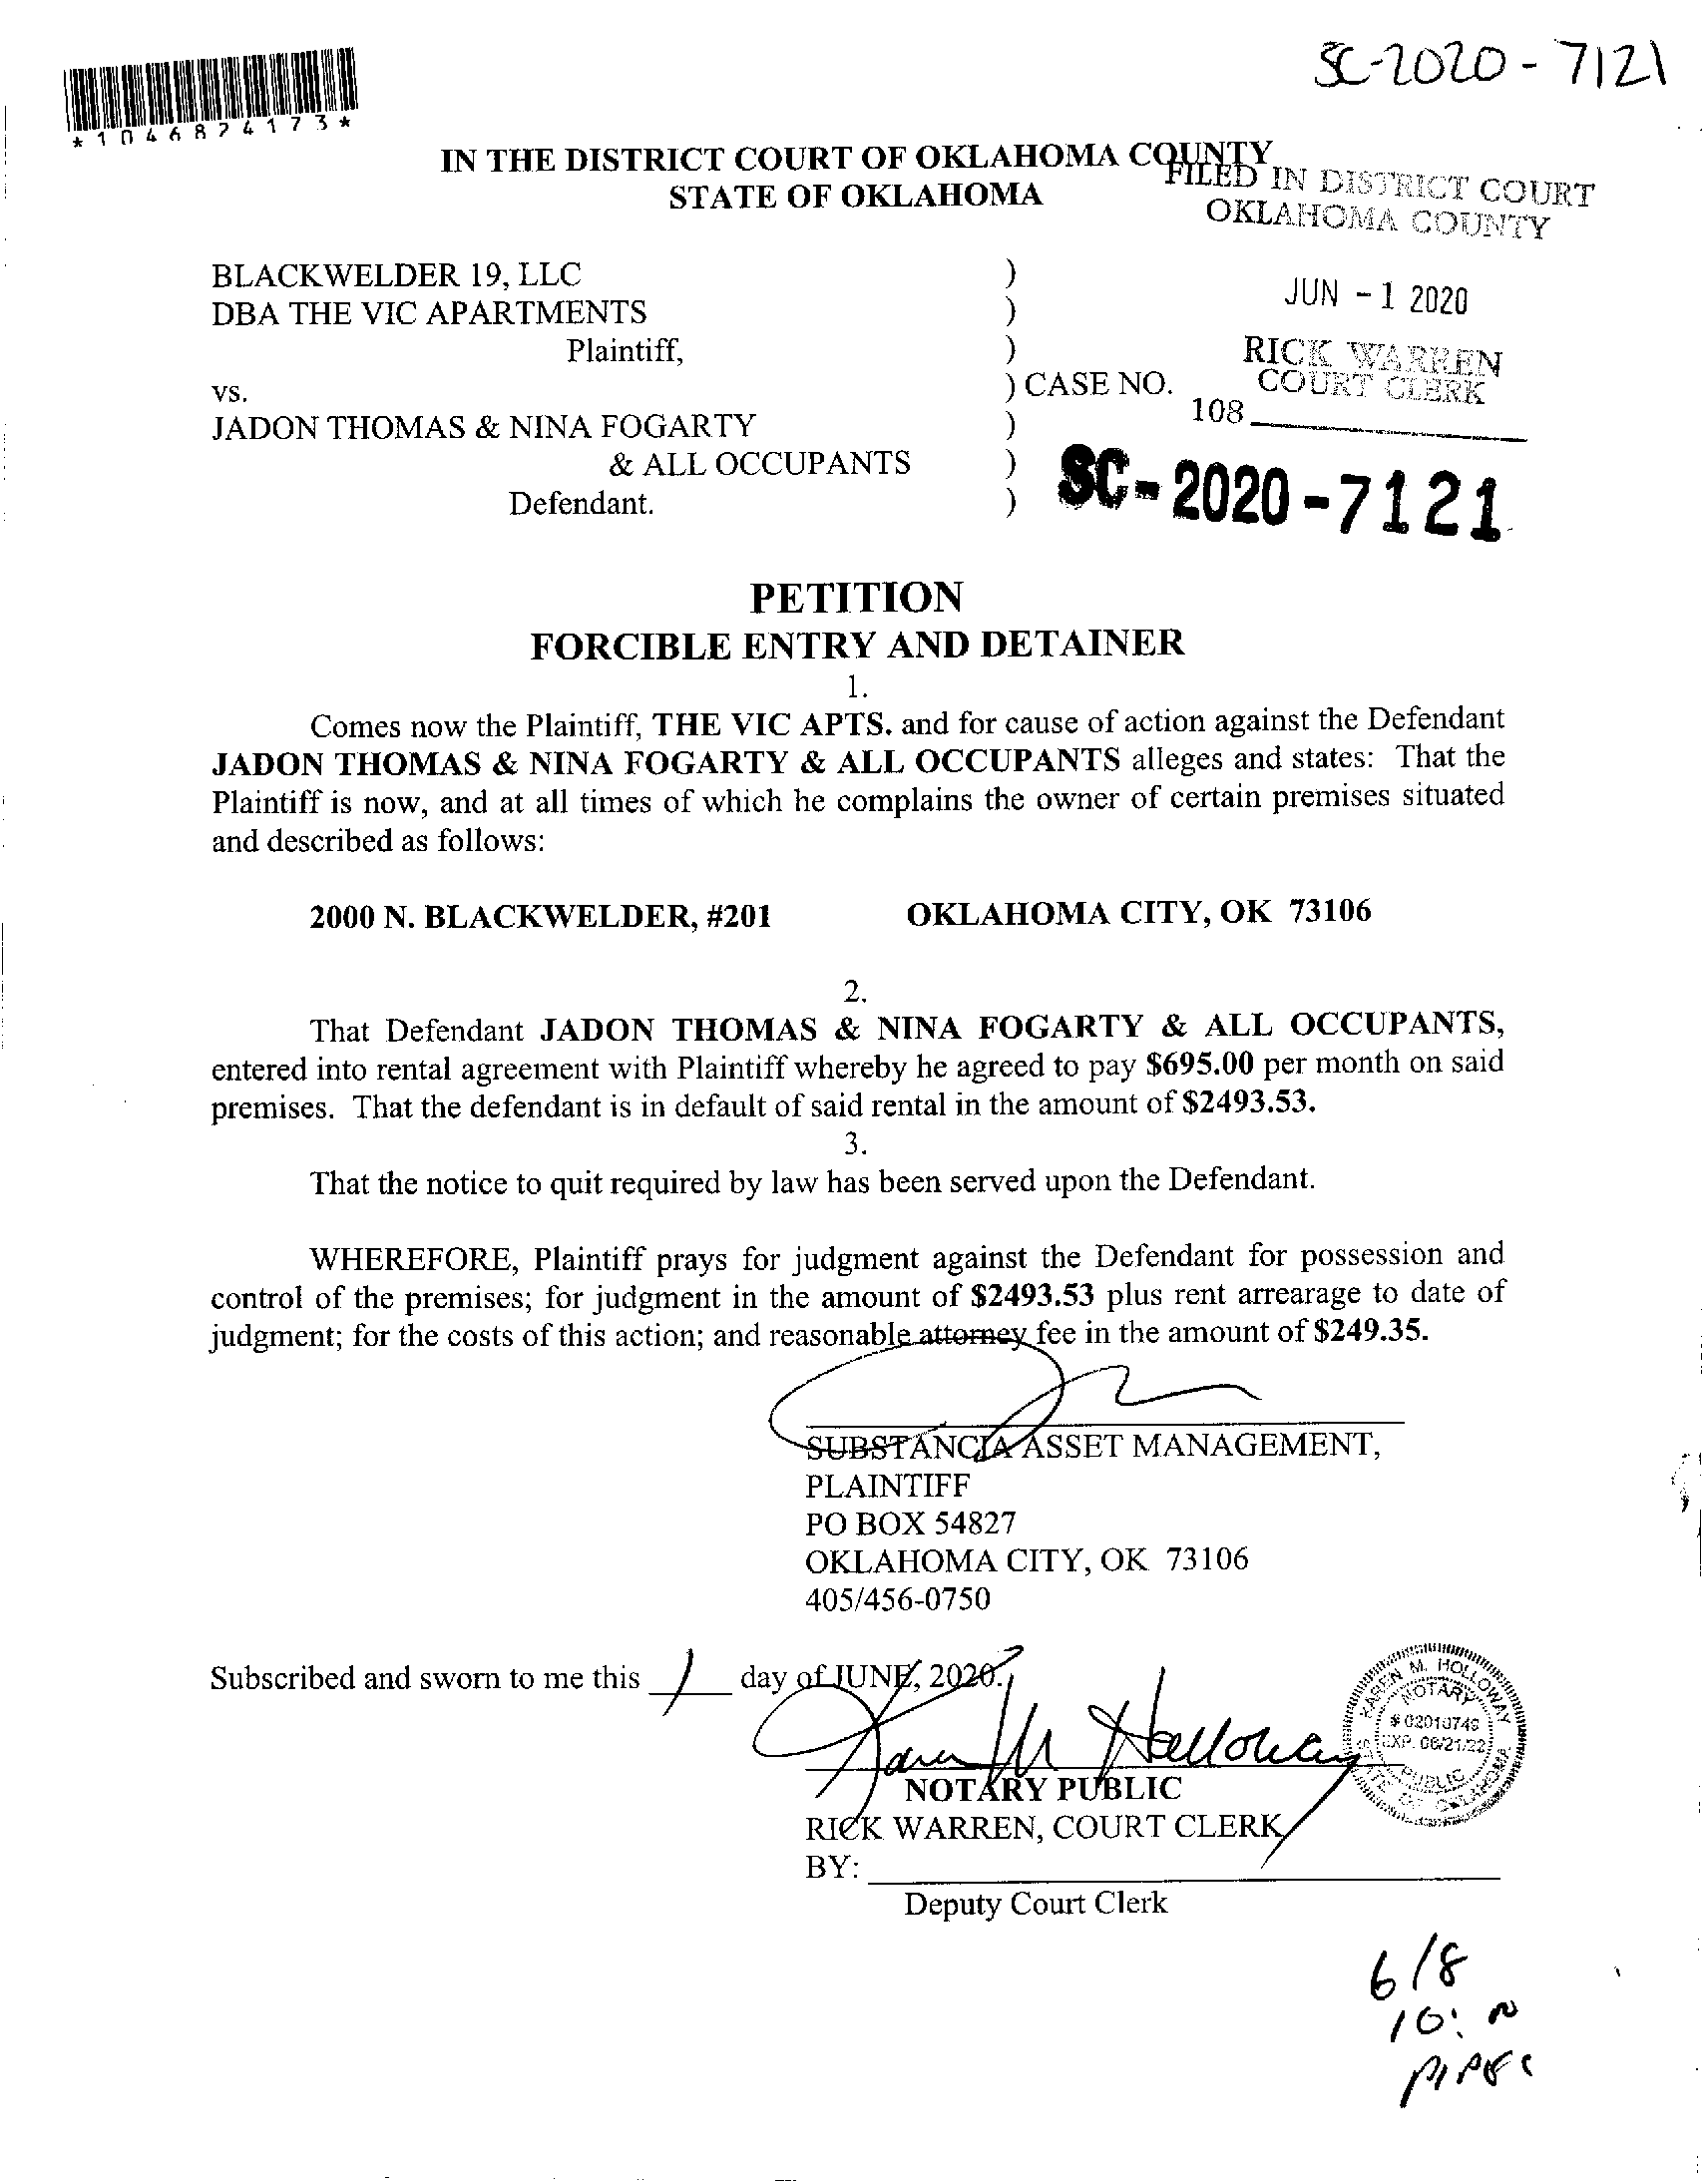 SC-2020-7121
*1046824173*
IN THE DISTRICT COURT OF OKLAHOMA COUNTY
STATE OF OKLAHOMA
FILED IN DISTRICT COURT
OKLAHOMA COUNTY
JUN - 1 2020
RICK WARREN
COURT CLERK
108
BLACKWELDER 19, LLC )
DBA THE VIC APARTMENTS )
Plaintiff, )
vs. ) CASE NO.
JADON THOMAS & NINA FOGARTY )
& ALL OCCUPANTS )
Defendant. )
SC-2020-7121
PETITION
FORCIBLE ENTRY AND DETAINER
1.
Comes now the Plaintiff, THE VIC APTS. and for cause of action against the Defendant
JADON THOMAS & NINA FOGARTY & ALL OCCUPANTS alleges and states: That the
Plaintiff is now, and at all times of which he complains the owner of certain premises situated
and described as follows:
2000 N. BLACKWELDER, #201 OKLAHOMA CITY, OK 73106
2.
That Defendant JADON THOMAS & NINA FOGARTY & ALL OCCUPANTS,
entered into rental agreement with Plaintiff whereby he agreed to pay $695.00 per month on said
premises. That the defendant is in default of said rental in the amount of $2493.53.
3.
That the notice to quit required by law has been served upon the Defendant.
WHEREFORE, Plaintiff prays for judgment against the Defendant for possession and
control of the premises; for judgment in the amount of $2493.53 plus rent arrearage to date of
judgment; for the costs of this action; and reasonable attorney fee in the amount of $249.35.
SUBSTANCIA ASSET MANAGEMENT,
PLAINTIFF
PO BOX 54827
OKLAHOMA CITY, OK 73106
405/456-0750
Subscribed and sworn to me this 1 day of JUNE, 2020.
Karen M Holloway
KAREN M. HOLLOWAY
NOTARY
# 02010749
EXP. 06/21/22
PUBLIC
STATE OF OKLAHOMA
NOTARY PUBLIC
RICK WARREN, COURT CLERK
BY:
Deputy Court Clerk
6/8
10: